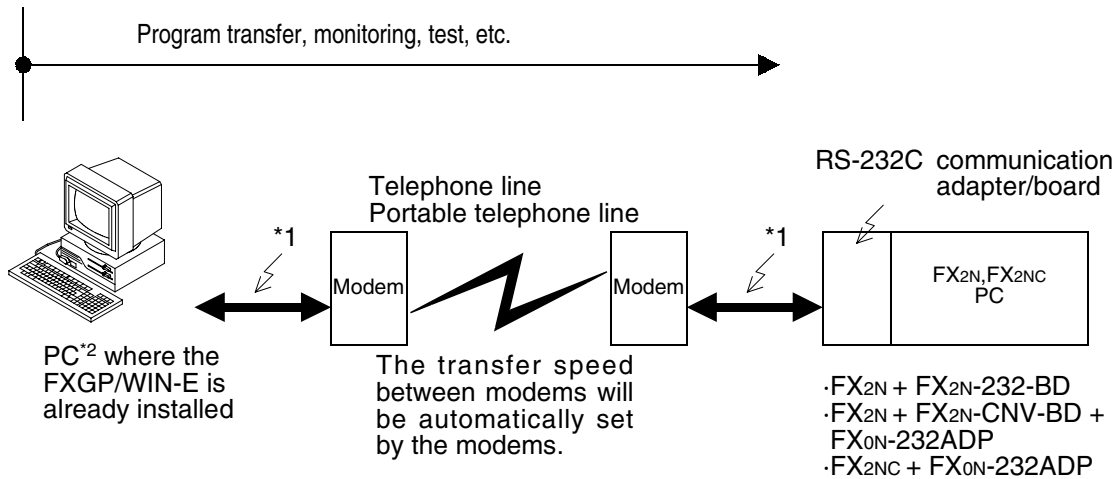 Program transfer, monitoring, test, etc.
RS-232C communication
adapter/board
Telephone line
Portable telephone line
*1
*1
Modem
Modem
FX2N,FX2NC
PC
PC*2 where the
FXGP/WIN-E is
already installed
The transfer speed
between modems will
be automatically set
by the modems.
·FX2N + FX2N-232-BD
·FX2N + FX2N-CNV-BD +
FX0N-232ADP
·FX2NC + FX0N-232ADP